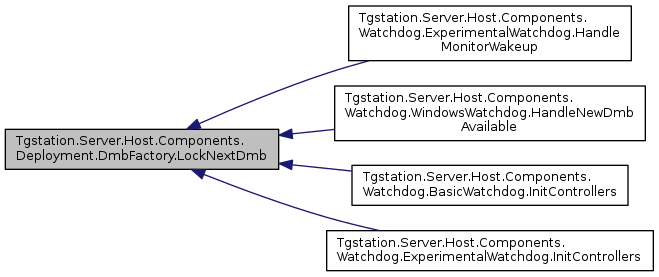 Tgstation.Server.Host.Components.
Watchdog.ExperimentalWatchdog.Handle
MonitorWakeup
Tgstation.Server.Host.Components.
Watchdog.WindowsWatchdog.HandleNewDmb
Available
Tgstation.Server.Host.Components.
Deployment.DmbFactory.LockNextDmb
Tgstation.Server.Host.Components.
Watchdog.BasicWatchdog.InitControllers
Tgstation.Server.Host.Components.
Watchdog.ExperimentalWatchdog.InitControllers